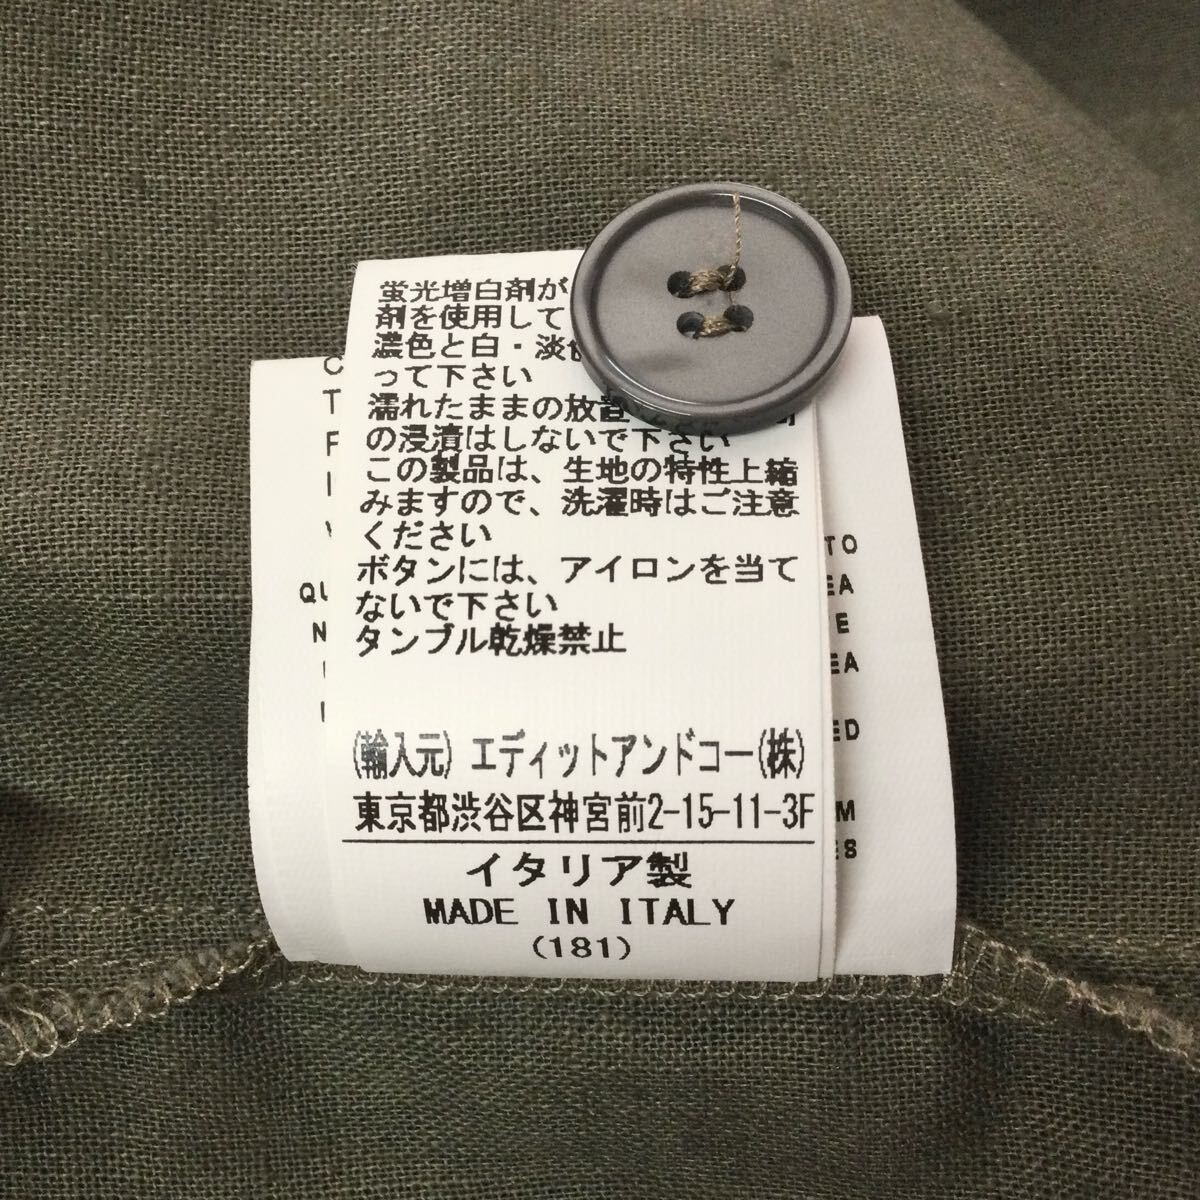 蛍光増白剤が
剤を使用して
濃色と白・淡色
って下さい
濡れたままの放置
の浸漬はしないで下さい
この製品は、生地の特性上縮
みますので、洗濯時はご注意
ください
ボタンには、アイロンを当て
ないで下さい
タンブル乾燥禁止
(輸入元) エディットアンドコー(株)
東京都渋谷区神宮前2-15-11-3F
イタリア製
MADE IN ITALY
(181)